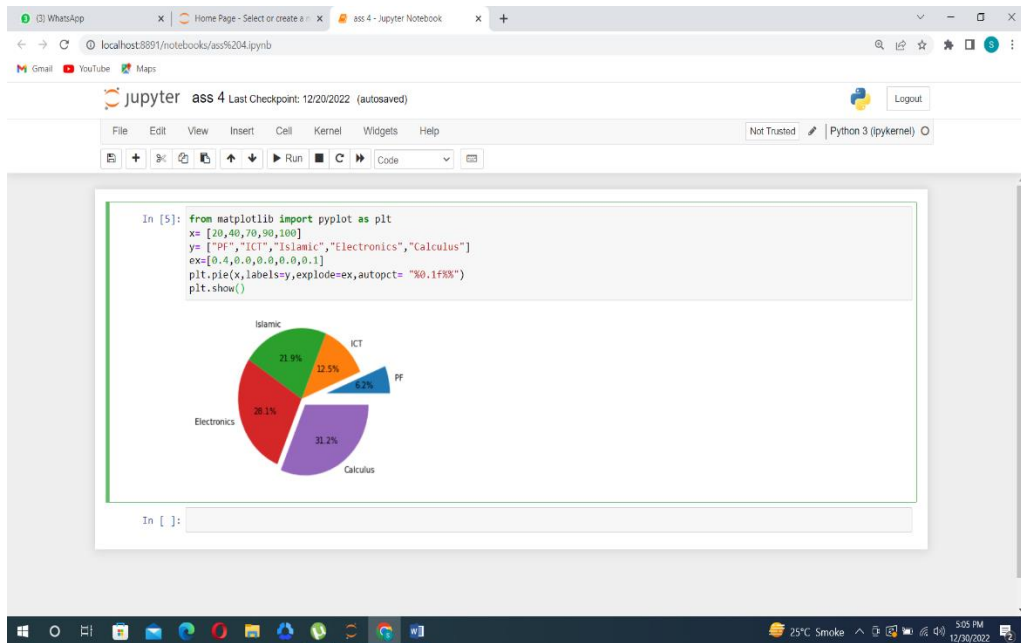 (3) WhatsApp
Home Page - Select or create a n
ass 4 - Jupyter Notebook
localhost:8891/notebooks/ass%204.ipynb
S
Gmail
YouTube
Maps
jupyter ass 4 Last Checkpoint: 12/20/2022 (autosaved)
Logout
File Edit View Insert Cell Kernel Widgets Help
Not Trusted
Python 3 (ipykernel)
Run
Code
In [5]: from matplotlib import pyplot as plt
x= [20,40,70,90,100]
y= ["PF","ICT","Islamic","Electronics","Calculus"]
ex=[0.4,0.0,0.0,0.0,0.1]
plt.pie(x,labels=y,explode=ex,autopct= "%0.1f%%")
plt.show()
Islamic
ICT
21.9%
12.5%
PF
6.2%
28.1%
Electronics
31.2%
Calculus
In [ ]:
25°C Smoke
5:05 PM
12/30/2022
2